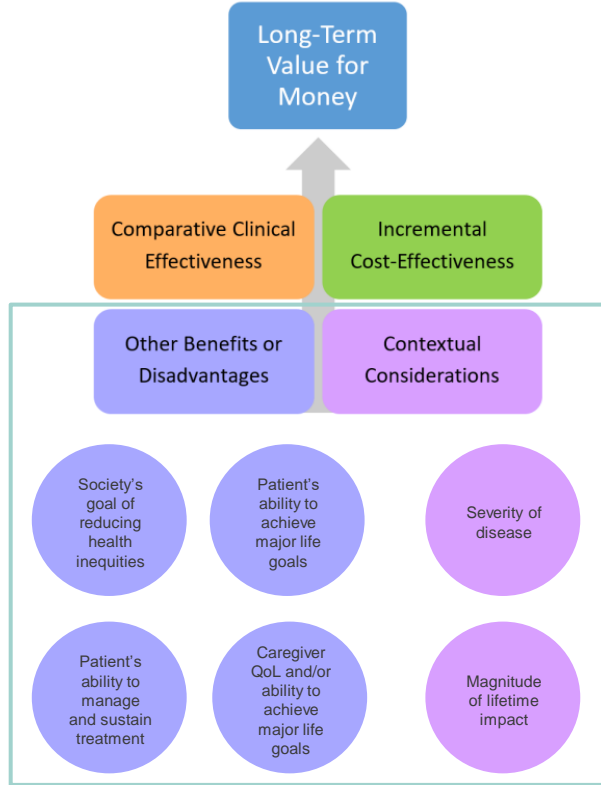 Long-Term
Value for
Money
Comparative Clinical
Effectiveness
Incremental
Cost-Effectiveness
Other Benefits or
Disadvantages
Contextual
Considerations
Society's
goal of
reducing
health
inequities
Patient's
ability to
achieve
major life
goals
Severity of
disease
Patient's
ability to
manage
and sustain
treatment
Caregiver
QoL and/or
ability to
achieve
major life
goals
Magnitude
of lifetime
impact